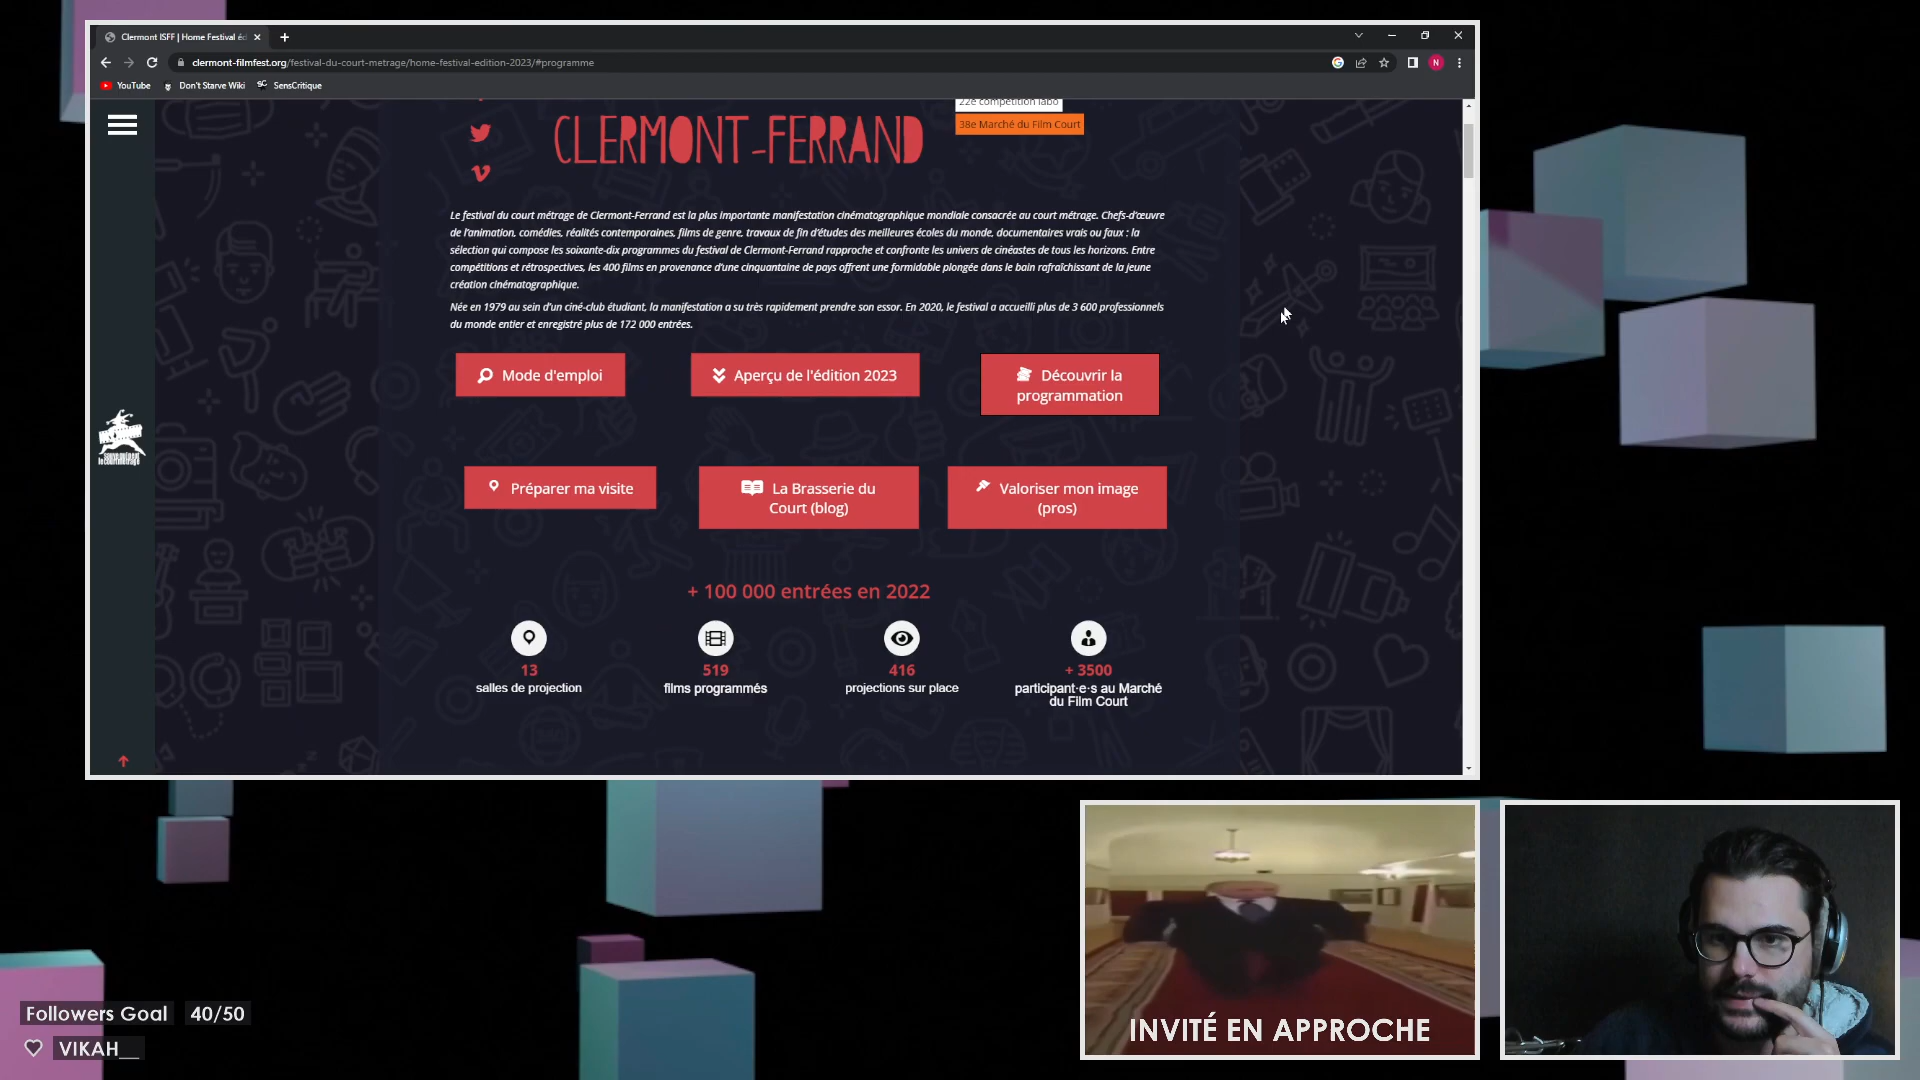 Clermont ISFF | Home Festival éd
clermont-filmfest.org/festival-du-court-metrage/home-festival-edition-2023/#programme
N
YouTube
Don't Starve Wiki
SC
SensCritique
22e compétition labo
38e Marché du Film Court
CLERMONT-FERRAND
Le festival du court métrage de Clermont-Ferrand est la plus importante manifestation cinématographique mondiale consacrée au court métrage. Chefs-d'œuvre
de l'animation, comédies, réalités contemporaines, films de genre, travaux de fin d'études des meilleures écoles du monde, documentaires vrais ou faux : la
sélection qui compose les soixante-dix programmes du festival de Clermont-Ferrand rapproche et confronte les univers de cinéastes de tous les horizons. Entre
compétitions et rétrospectives, les 400 films en provenance d'une cinquantaine de pays offrent une formidable plongée dans le bain rafraîchissant de la jeune
création cinématographique.
Née en 1979 au sein d'un ciné-club étudiant, la manifestation a su très rapidement prendre son essor. En 2020, le festival a accueilli plus de 3 600 professionnels
du monde entier et enregistré plus de 172 000 entrées.
Mode d'emploi
Aperçu de l'édition 2023
Découvrir la
programmation
Préparer ma visite
La Brasserie du
Court (blog)
Valoriser mon image
(pros)
+ 100 000 entrées en 2022
13
salles de projection
519
films programmés
416
projections sur place
+ 3500
participant·e·s au Marché
du Film Court
Followers Goal
40/50
VIKAH__
INVITÉ EN APPROCHE